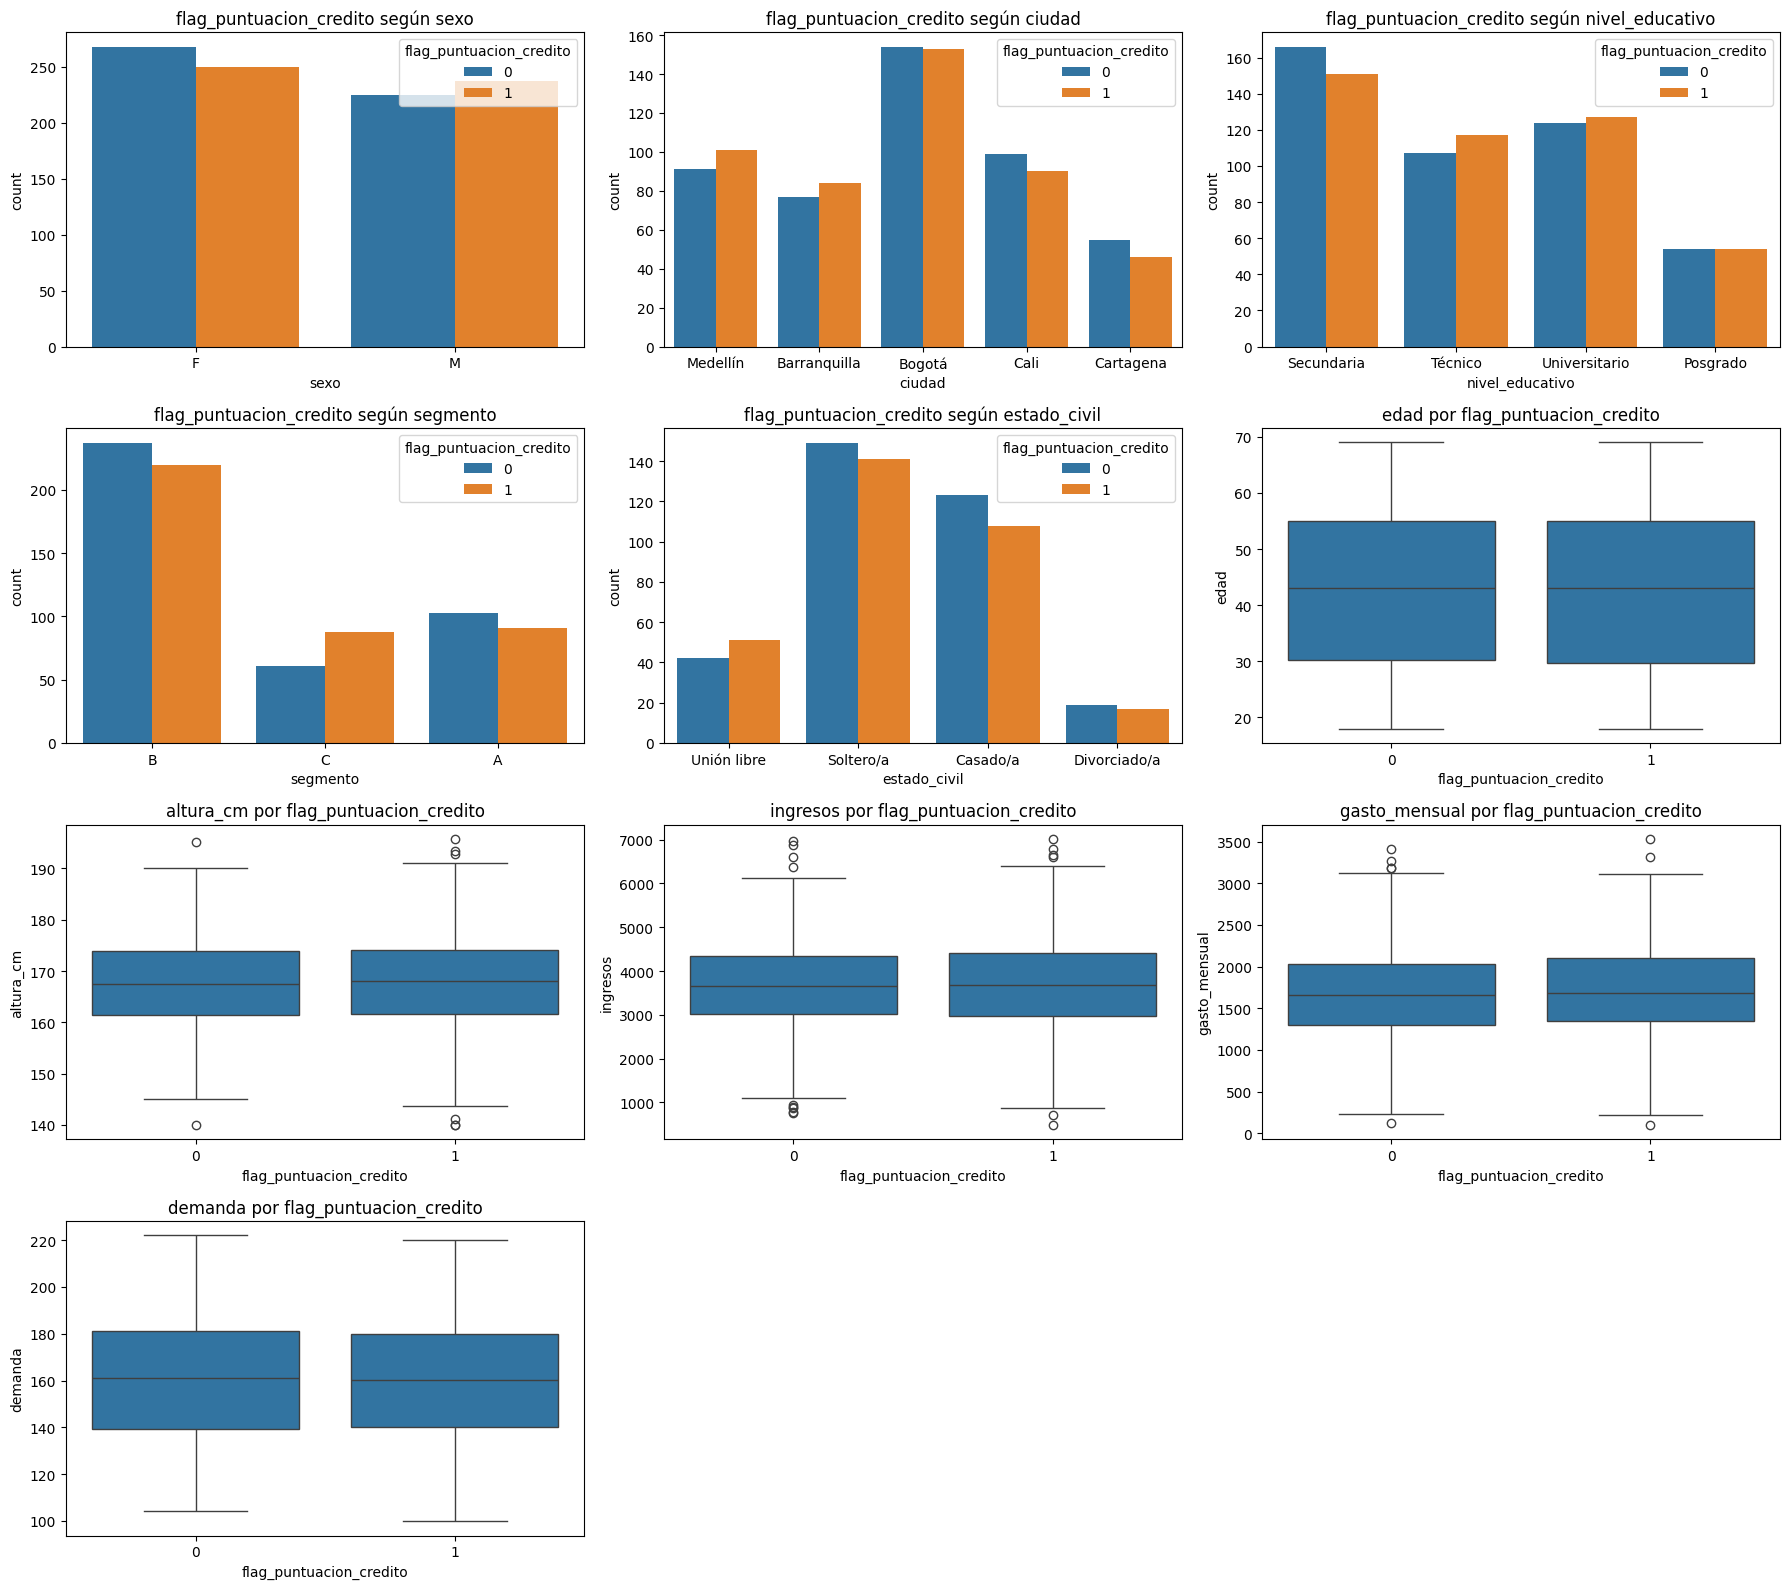 flag_puntuacion_credito según sexo
flag_puntuacion_credito
0
1
250
200
150
100
50
0
count
F M
sexo
flag_puntuacion_credito según ciudad
flag_puntuacion_credito
0
1
160
140
120
100
80
60
40
20
0
count
Medellín Barranquilla Bogotá Cali Cartagena
ciudad
flag_puntuacion_credito según nivel_educativo
flag_puntuacion_credito
0
1
160
140
120
100
80
60
40
20
0
count
Secundaria Técnico Universitario Posgrado
nivel_educativo
flag_puntuacion_credito según segmento
flag_puntuacion_credito
0
1
200
150
100
50
0
count
B C A
segmento
flag_puntuacion_credito según estado_civil
flag_puntuacion_credito
0
1
140
120
100
80
60
40
20
0
count
Unión libre Soltero/a Casado/a Divorciado/a
estado_civil
edad por flag_puntuacion_credito
70
60
50
40
30
20
edad
0 1
flag_puntuacion_credito
altura_cm por flag_puntuacion_credito
190
180
170
160
150
140
altura_cm
0 1
flag_puntuacion_credito
ingresos por flag_puntuacion_credito
7000
6000
5000
4000
3000
2000
1000
ingresos
0 1
flag_puntuacion_credito
gasto_mensual por flag_puntuacion_credito
3500
3000
2500
2000
1500
1000
500
0
gasto_mensual
0 1
flag_puntuacion_credito
demanda por flag_puntuacion_credito
220
200
180
160
140
120
100
demanda
0 1
flag_puntuacion_credito